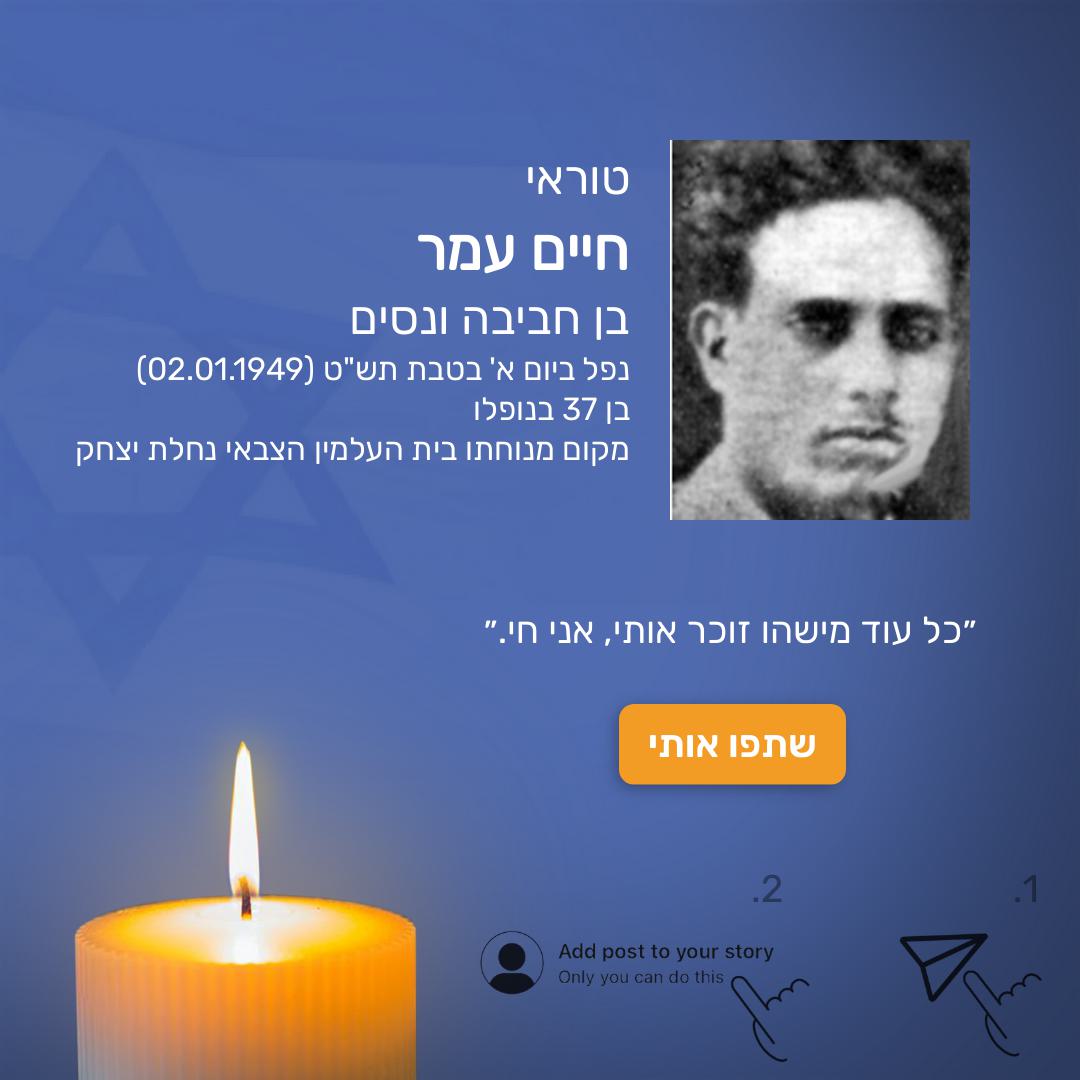 טוראי
חיים עמר
בן חביבה ונסים
נפל ביום א' בטבת תש"ט (02.01.1949)
בן 37 בנופלו
מקום מנוחתו בית העלמין הצבאי נחלת יצחק
״כל עוד מישהו זוכר אותי, אני חי.״
שתפו אותי
1.
2.
Add post to your story
Only you can do this